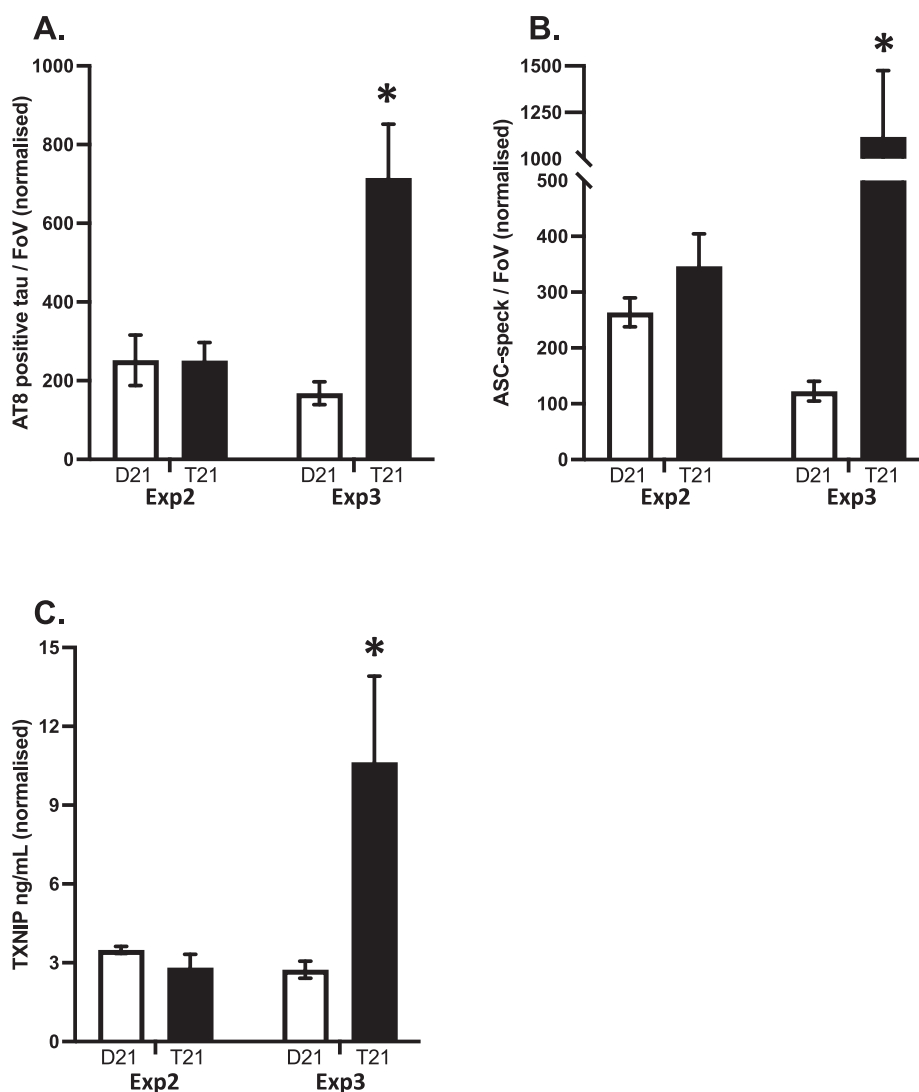 A.
AT8 positive tau / FoV (normalised)
1000
800
600
400
200
0
*
D21 T21 D21 T21
Exp2 Exp3
B.
ASC-speck / FoV (normalised)
1500
1250
1000
500
400
300
200
100
0
*
D21 T21 D21 T21
Exp2 Exp3
C.
TXNIP ng/mL (normalised)
15
12
9
6
3
0
*
D21 T21 D21 T21
Exp2 Exp3